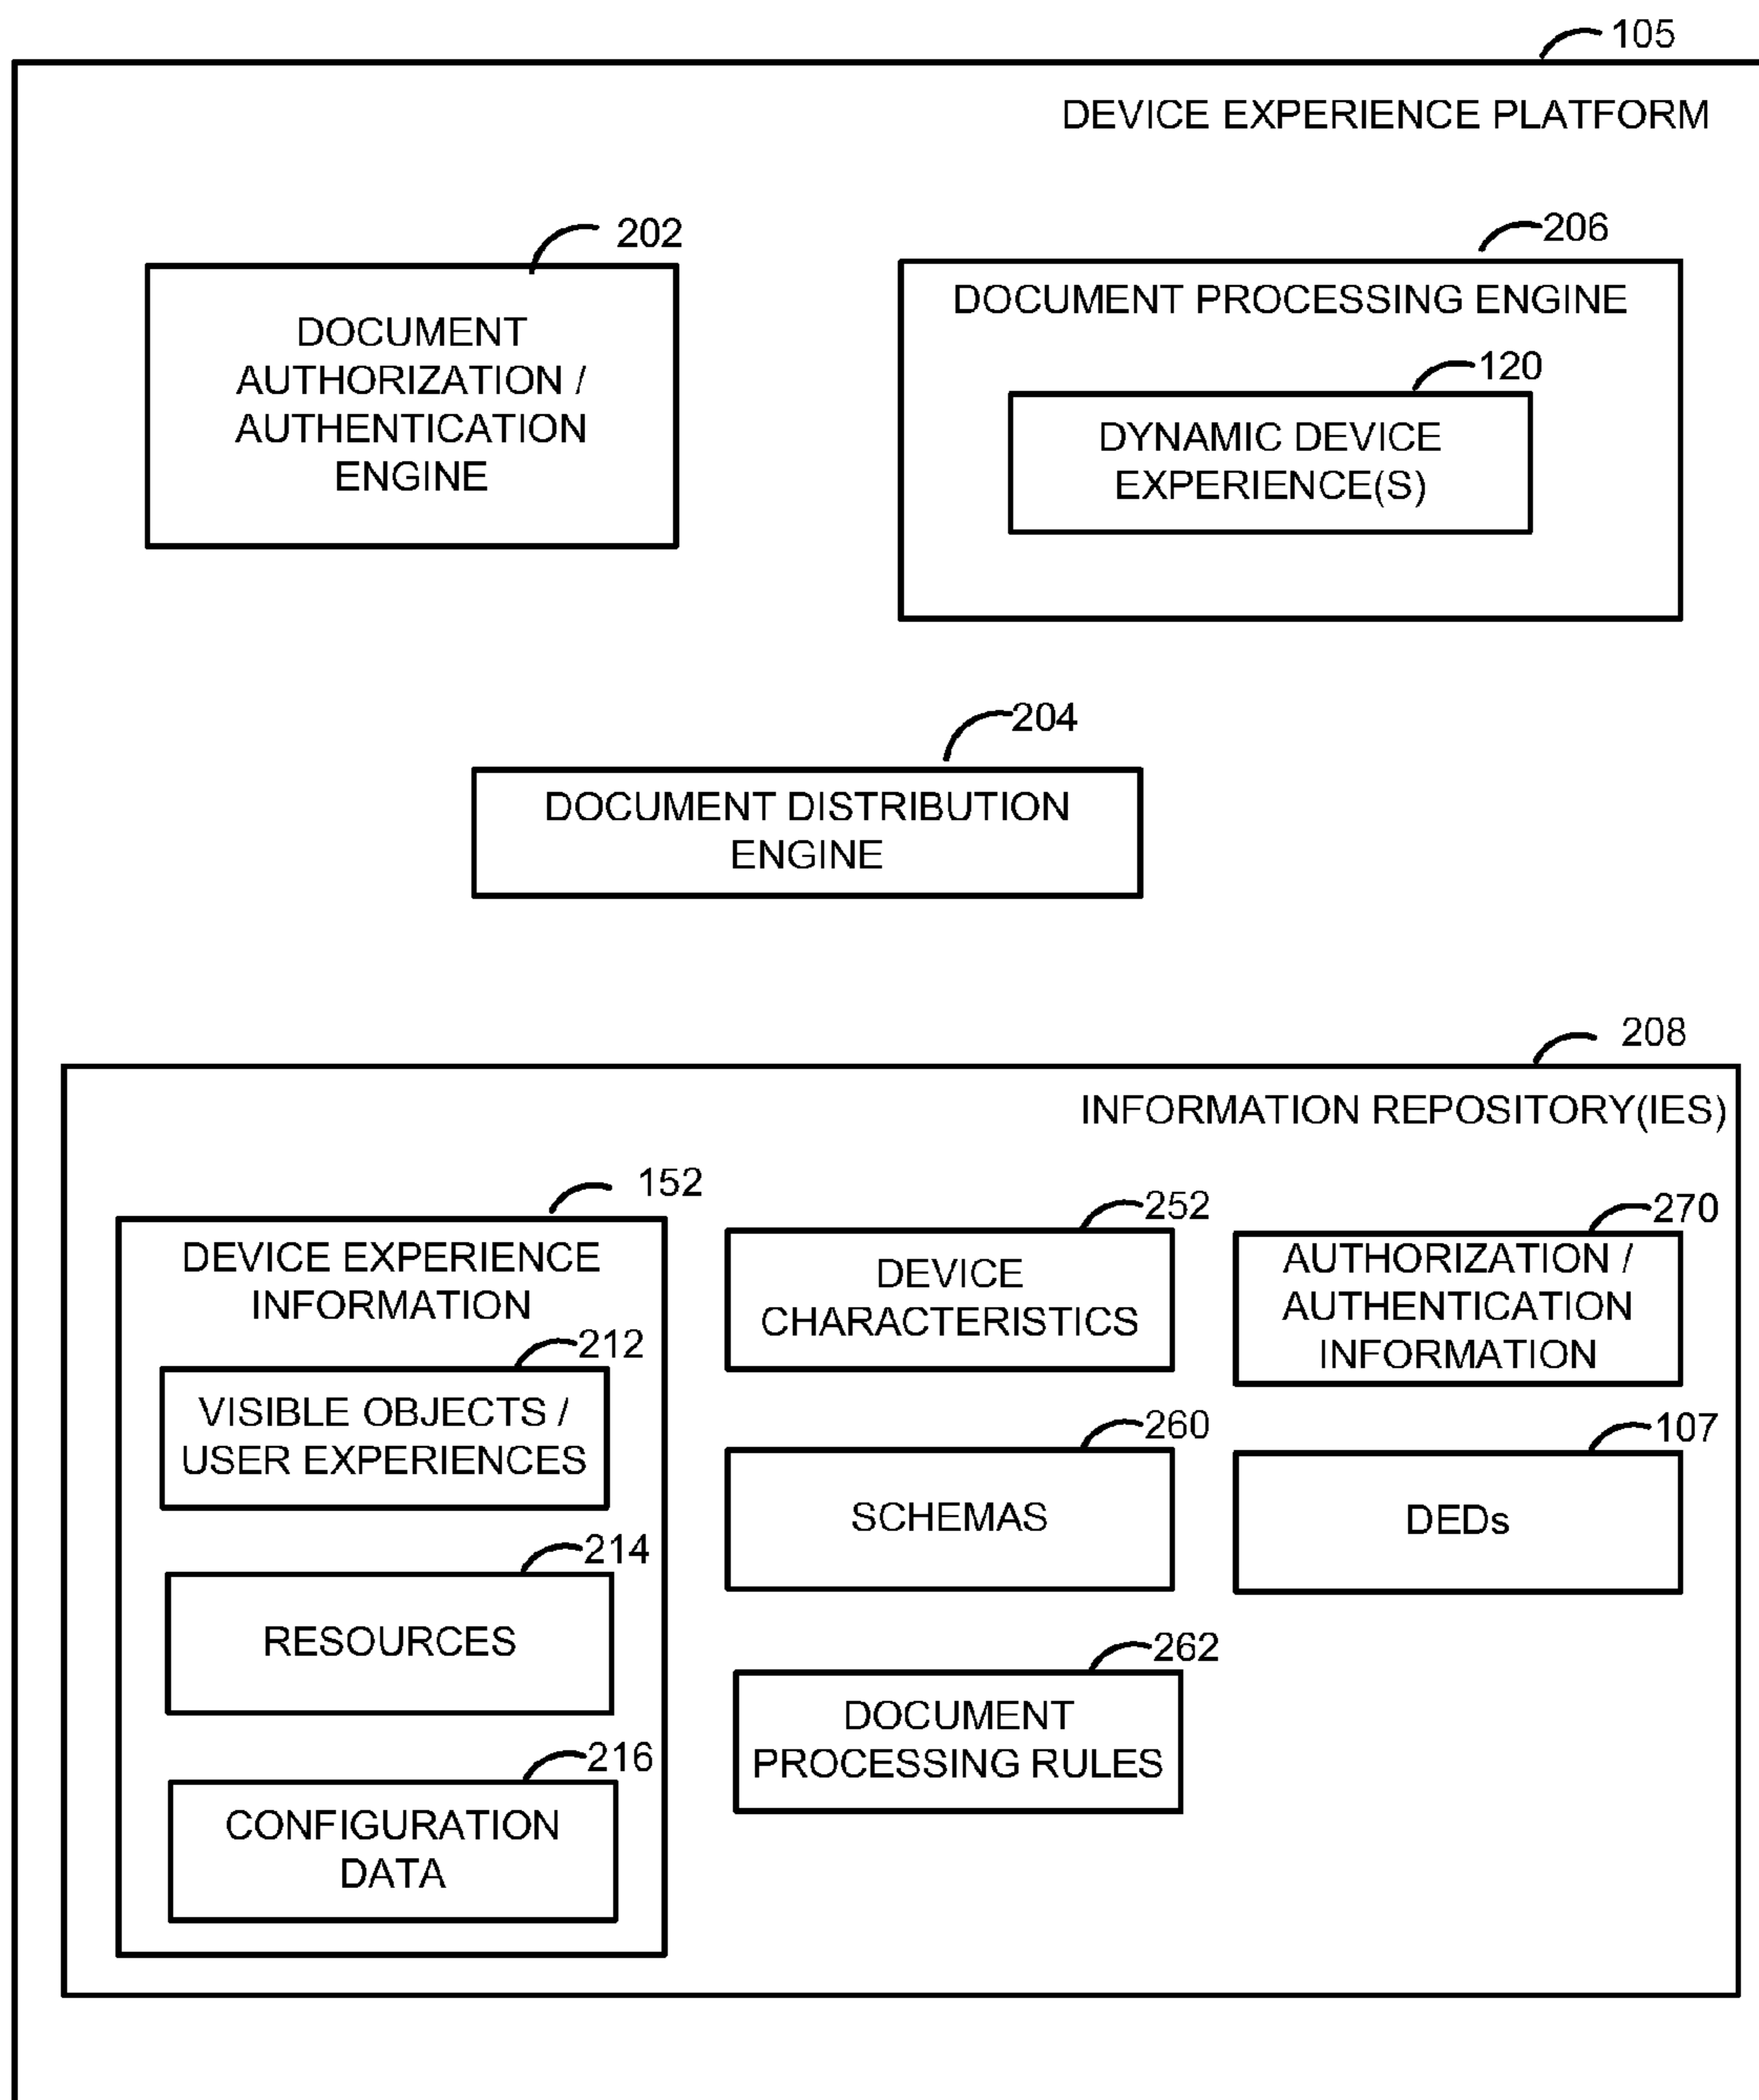 105
DEVICE EXPERIENCE PLATFORM
202
DOCUMENT
AUTHORIZATION /
AUTHENTICATION
ENGINE
206
DOCUMENT PROCESSING ENGINE
120
DYNAMIC DEVICE
EXPERIENCE(S)
204
DOCUMENT DISTRIBUTION
ENGINE
208
INFORMATION REPOSITORY(IES)
152
DEVICE EXPERIENCE
INFORMATION
212
VISIBLE OBJECTS /
USER EXPERIENCES
214
RESOURCES
216
CONFIGURATION
DATA
252
DEVICE
CHARACTERISTICS
260
SCHEMAS
262
DOCUMENT
PROCESSING RULES
270
AUTHORIZATION /
AUTHENTICATION
INFORMATION
107
DEDs